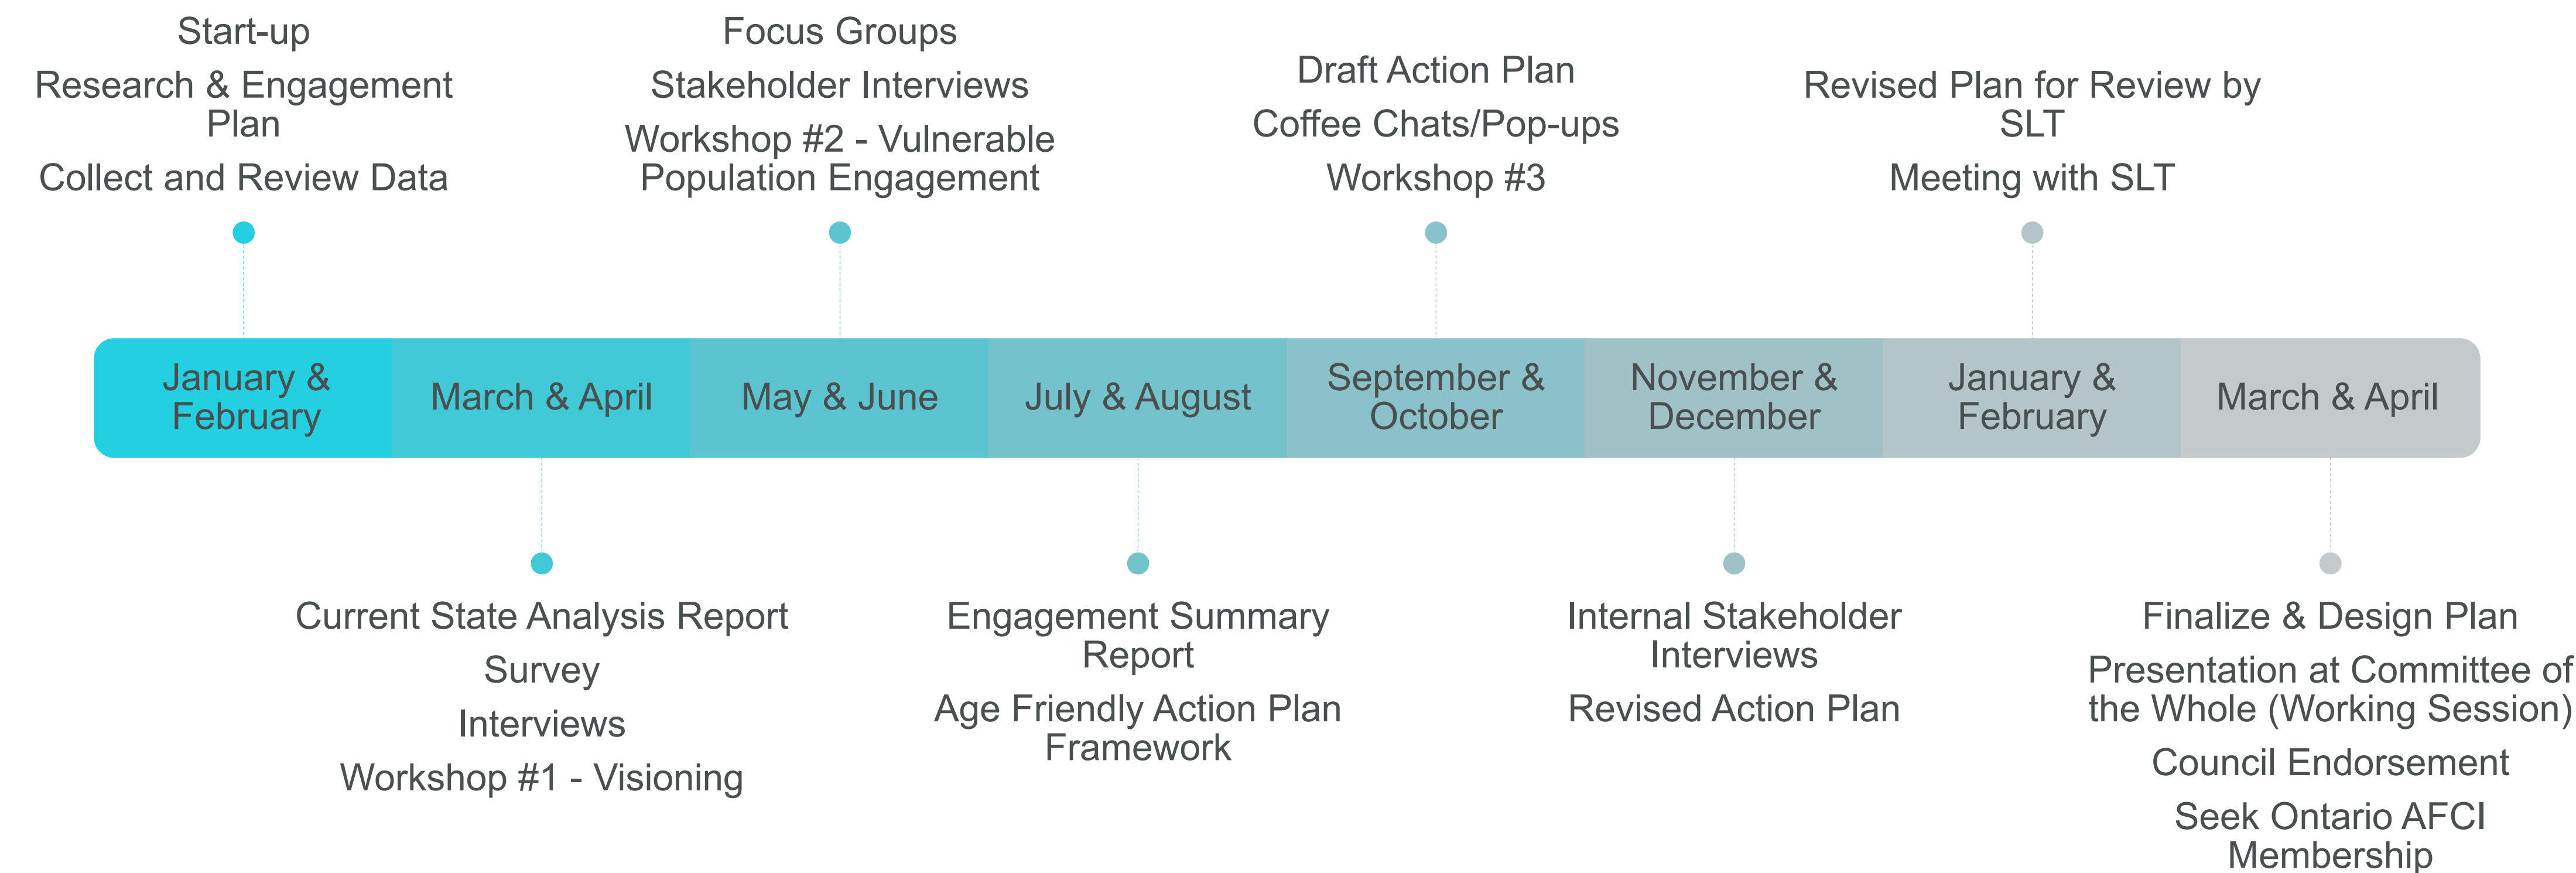 Start-up
Research & Engagement
Plan
Collect and Review Data
Focus Groups
Stakeholder Interviews
Workshop #2 - Vulnerable
Population Engagement
Draft Action Plan
Coffee Chats/Pop-ups
Workshop #3
Revised Plan for Review by
SLT
Meeting with SLT
January &
February
March & April
May & June
July & August
September &
October
November &
December
January &
February
March & April
Current State Analysis Report
Survey
Interviews
Workshop #1 - Visioning
Engagement Summary
Report
Age Friendly Action Plan
Framework
Internal Stakeholder
Interviews
Revised Action Plan
Finalize & Design Plan
Presentation at Committee of
the Whole (Working Session)
Council Endorsement
Seek Ontario AFCI
Membership